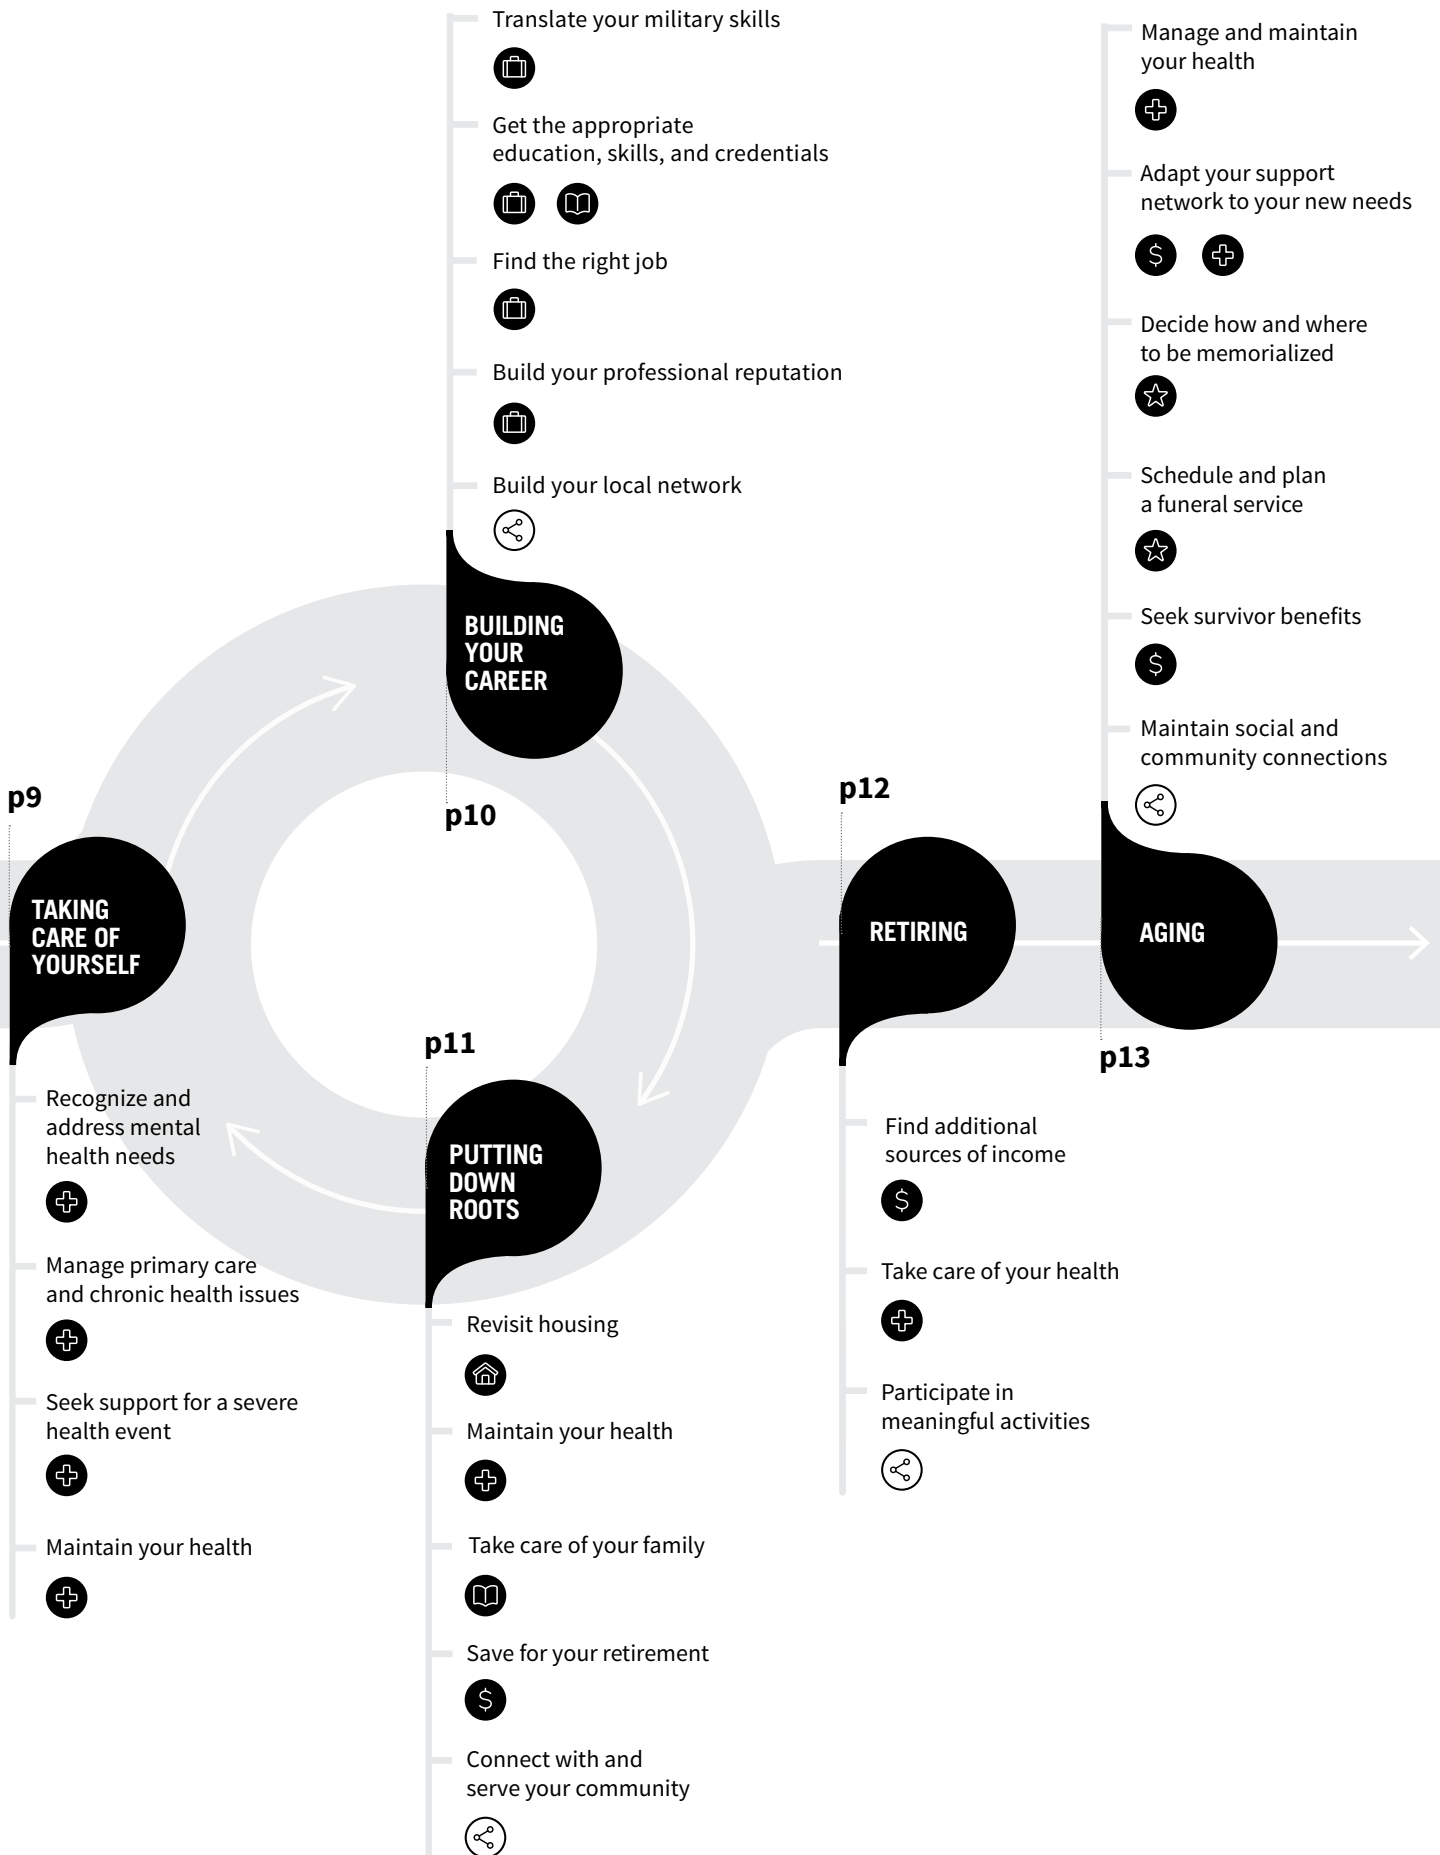 Translate your military skills
Get the appropriate
education, skills, and credentials
Find the right job
Build your professional reputation
Build your local network
BUILDING
YOUR
CAREER
p10
Manage and maintain
your health
Adapt your support
network to your new needs
$
Decide how and where
to be memorialized
Schedule and plan
a funeral service
Seek survivor benefits
$
Maintain social and
community connections
p9
TAKING
CARE OF
YOURSELF
Recognize and
address mental
health needs
Manage primary care
and chronic health issues
Seek support for a severe
health event
Maintain your health
p11
PUTTING
DOWN
ROOTS
Revisit housing
Maintain your health
Take care of your family
Save for your retirement
$
Connect with and
serve your community
p12
RETIRING
Find additional
sources of income
$
Take care of your health
Participate in
meaningful activities
AGING
p13